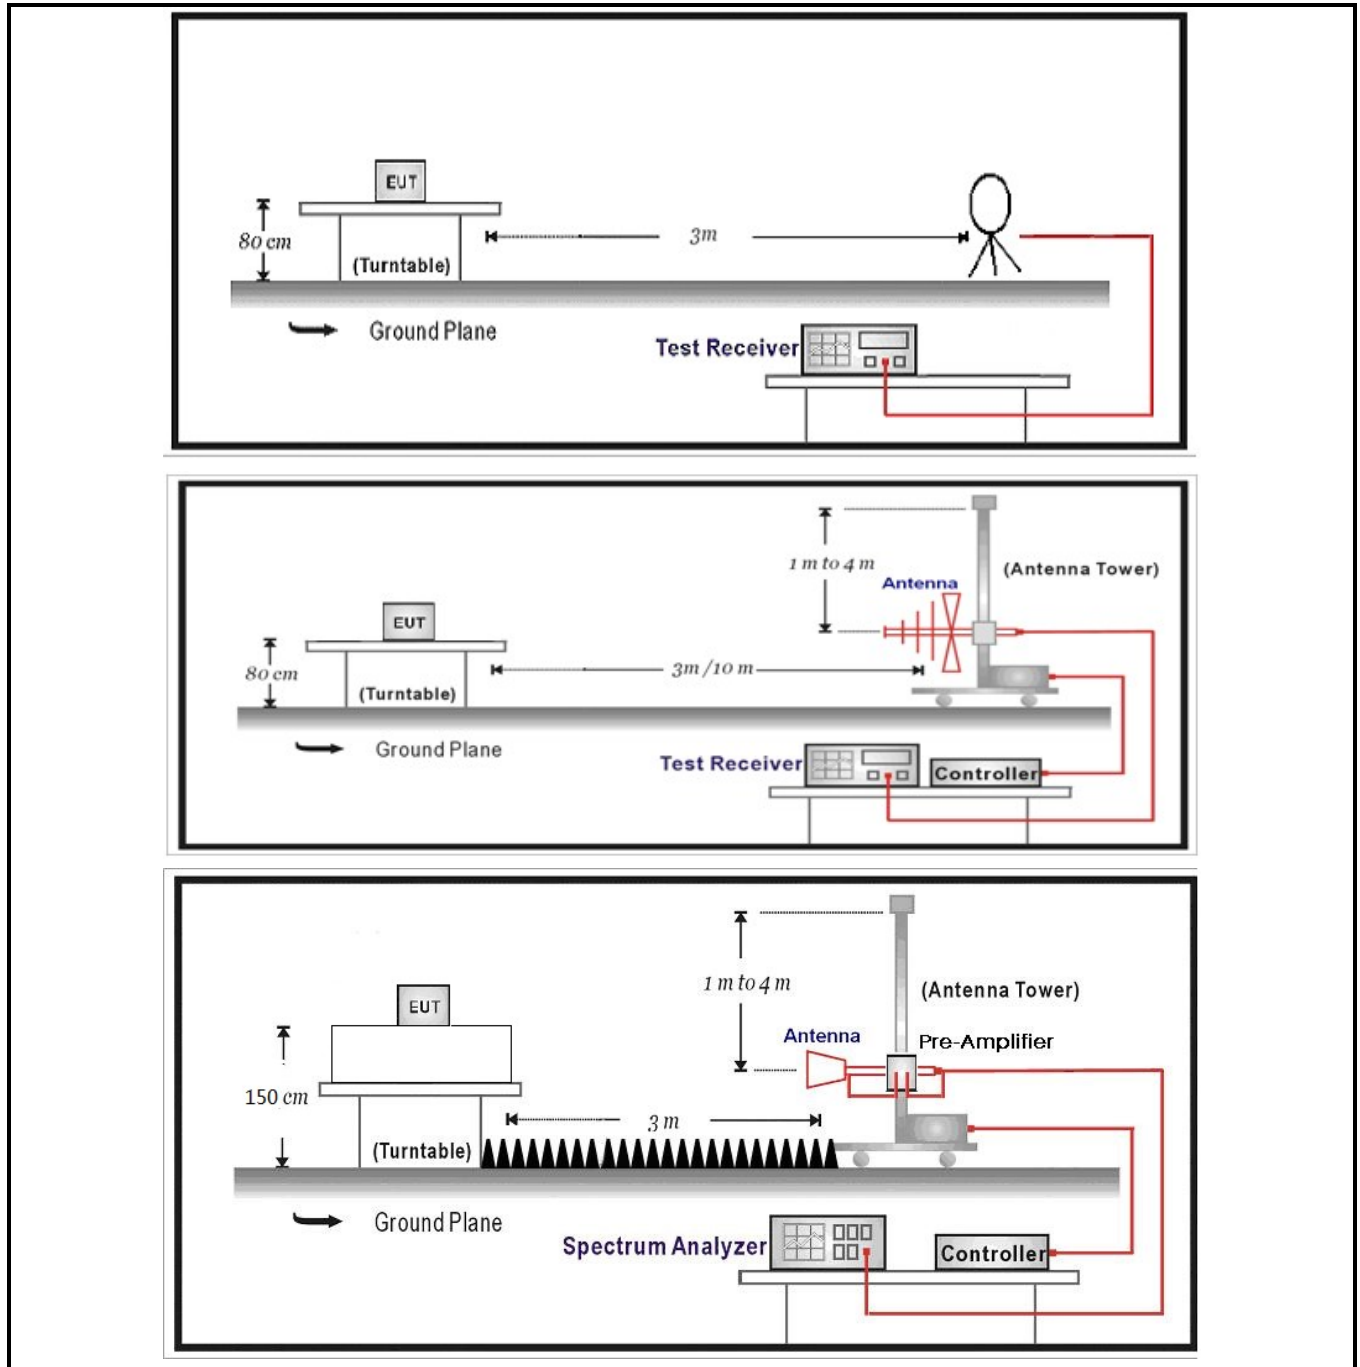 EUT
80 cm
3m
(Turntable)
Ground Plane
Test Receiver
1 m to 4 m
(Antenna Tower)
Antenna
EUT
80 cm
3m /10 m
(Turntable)
Ground Plane
Test Receiver
Controller
1 m to 4 m
(Antenna Tower)
EUT
Antenna
Pre-Amplifier
150 cm
3 m
(Turntable)
Ground Plane
Spectrum Analyzer
Controller